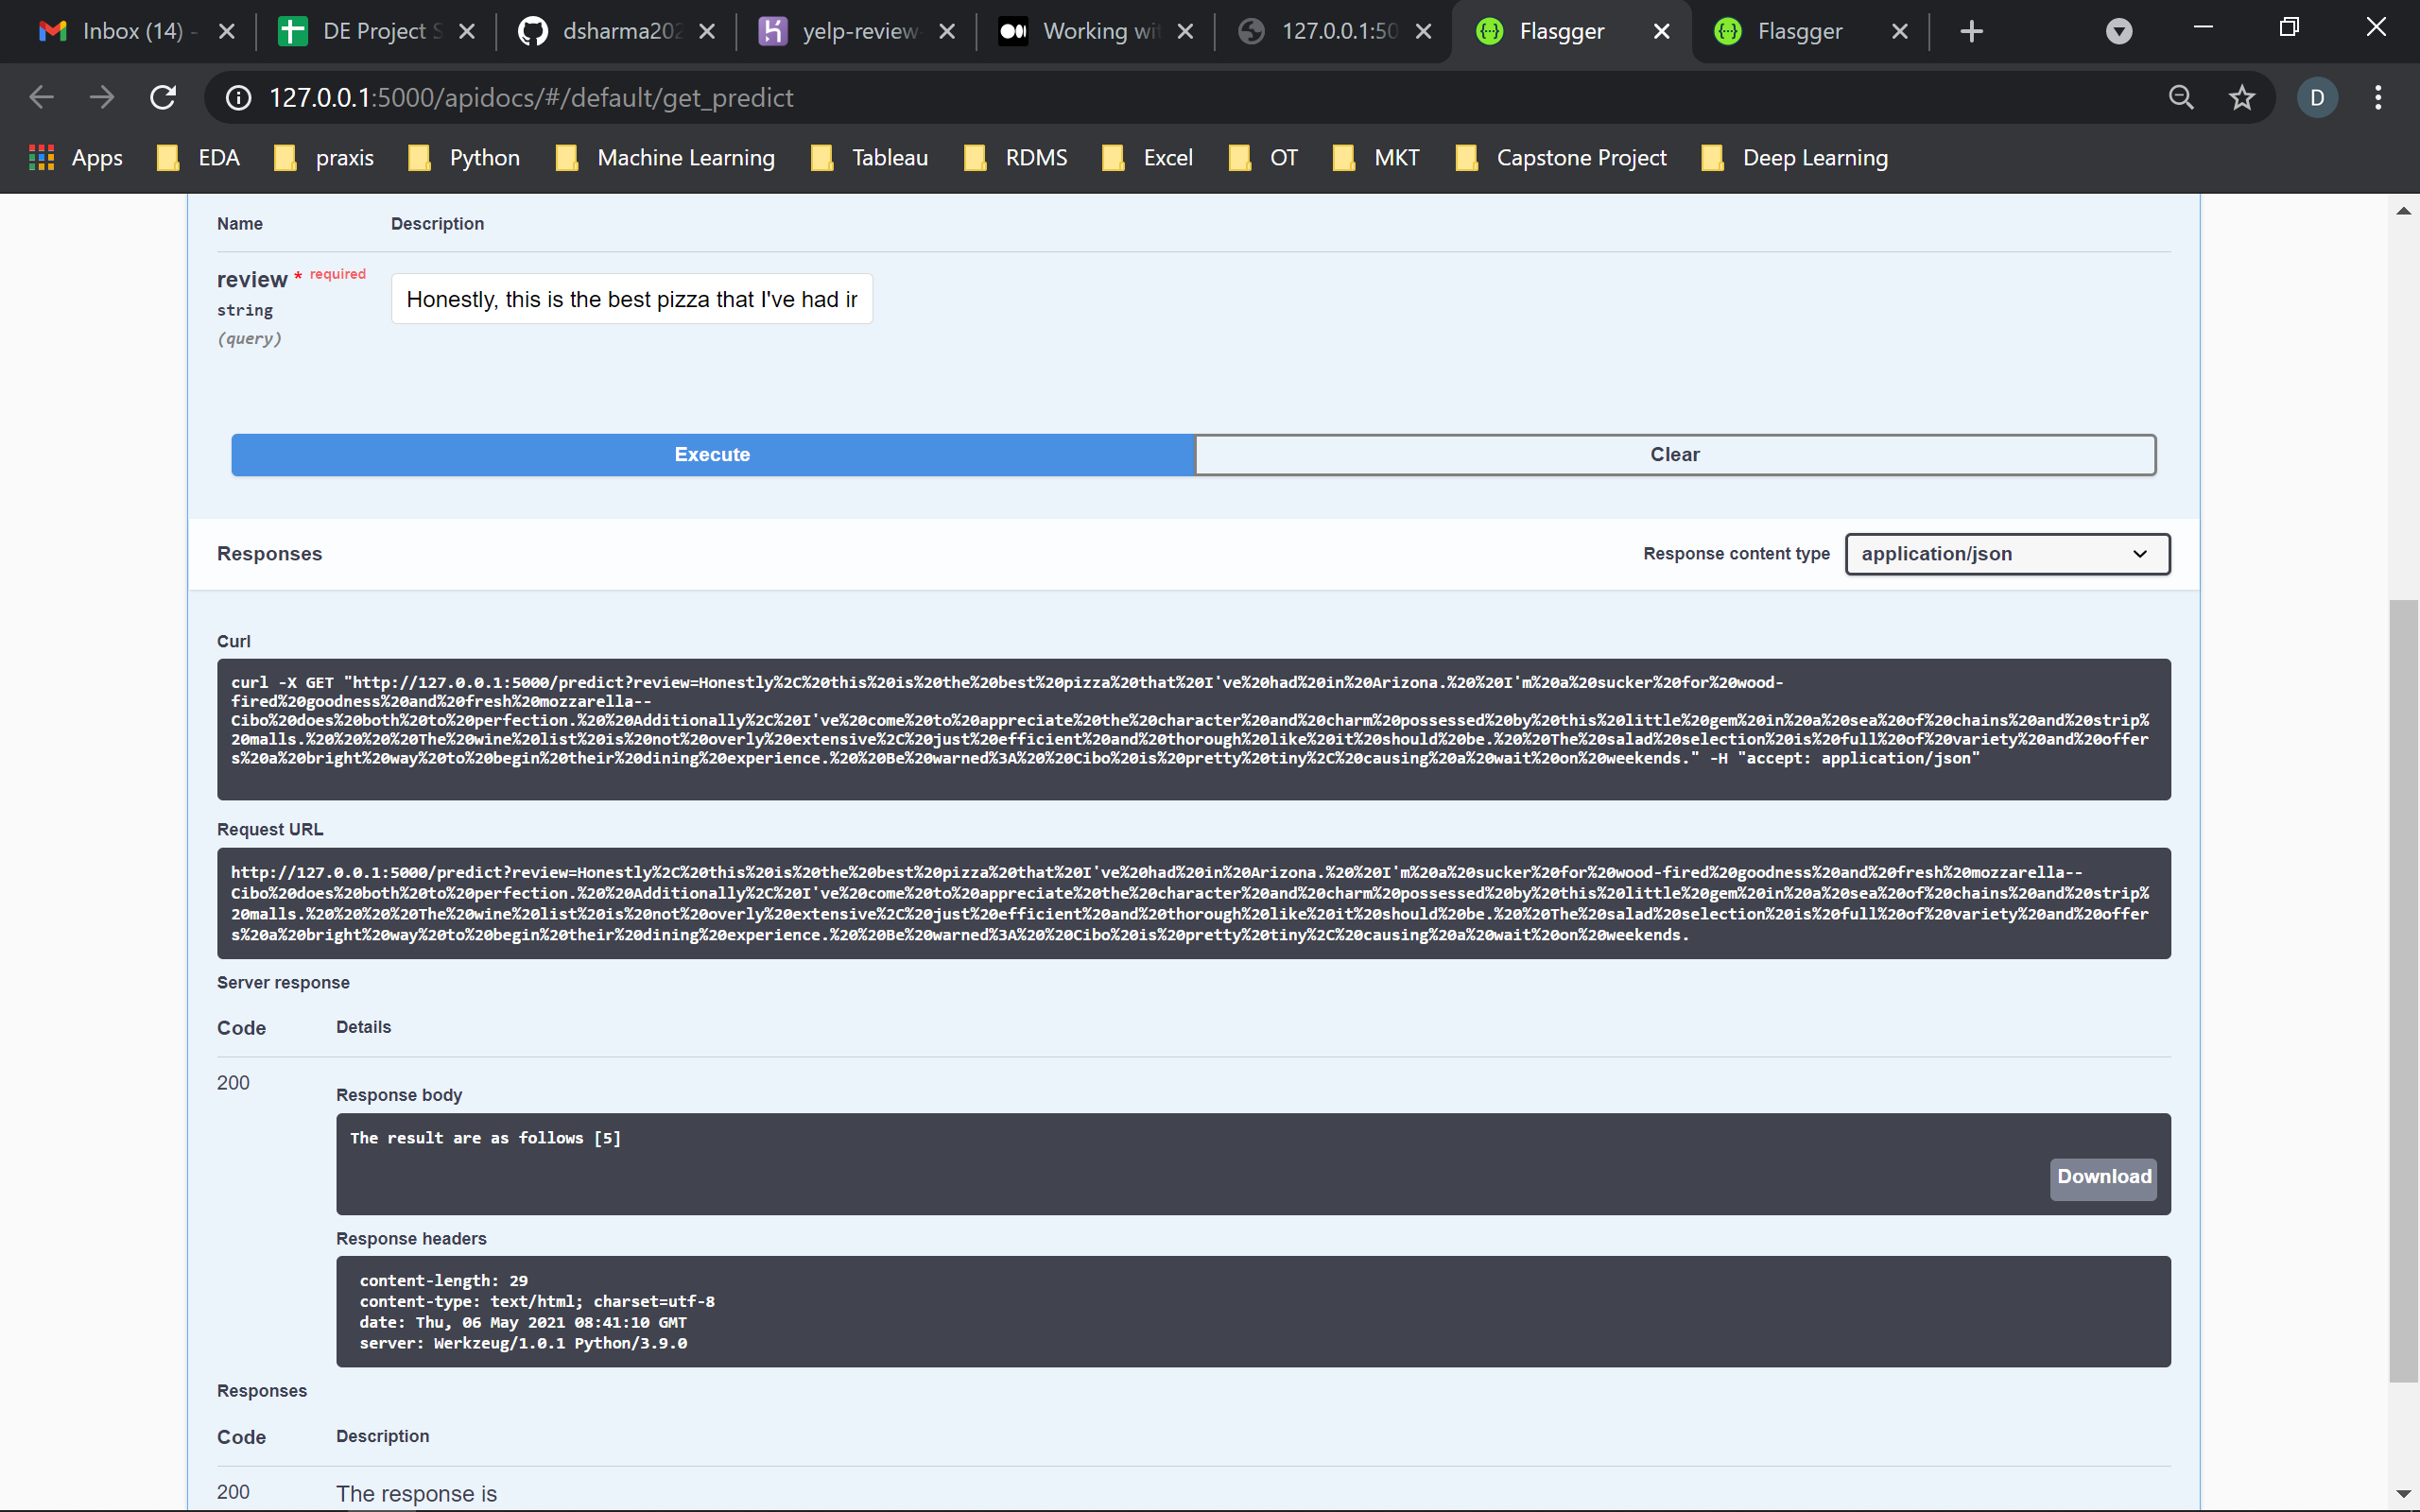 Inbox (14) -
DE Project S
dsharma202
yelp-review
Working wi
127.0.0.1:50
Flasgger
Flasgger
127.0.0.1:5000/apidocs/#/default/get_predict
D
Apps
EDA
praxis
Python
Machine Learning
Tableau
RDMS
Excel
OT
MKT
Capstone Project
Deep Learning
Name Description
review * required
string
(query)
Honestly, this is the best pizza that I've had in
Execute
Clear
Responses
Response content type
application/json
Curl
curl -X GET "http://127.0.0.1:5000/predict?review=Honestly%2C%20this%20is%20the%20best%20pizza%20that%20I've%20had%20in%20Arizona.%20%20I'm%20a%20sucker%20for%20wood-
fired%20goodness%20and%20fresh%20mozzarella--
Cibo%20does%20both%20to%20perfection.%20%20Additionally%2C%20I've%20come%20to%20appreciate%20the%20character%20and%20charm%20possessed%20by%20this%20little%20gem%20in%20a%20sea%20of%20chains%20and%20strip%
20malls.%20%20%20%20The%20wine%20list%20is%20not%20overly%20extensive%2C%20just%20efficient%20and%20thorough%20like%20it%20should%20be.%20%20The%20salad%20selection%20is%20full%20of%20variety%20and%20offer
s%20a%20bright%20way%20to%20begin%20their%20dining%20experience.%20%20Be%20warned%3A%20%20Cibo%20is%20pretty%20tiny%2C%20causing%20a%20wait%20on%20weekends." -H "accept: application/json"
Request URL
http://127.0.0.1:5000/predict?review=Honestly%2C%20this%20is%20the%20best%20pizza%20that%20I've%20had%20in%20Arizona.%20%20I'm%20a%20sucker%20for%20wood-fired%20goodness%20and%20fresh%20mozzarella--
Cibo%20does%20both%20to%20perfection.%20%20Additionally%2C%20I've%20come%20to%20appreciate%20the%20character%20and%20charm%20possessed%20by%20this%20little%20gem%20in%20a%20sea%20of%20chains%20and%20strip%
20malls.%20%20%20%20The%20wine%20list%20is%20not%20overly%20extensive%2C%20just%20efficient%20and%20thorough%20like%20it%20should%20be.%20%20The%20salad%20selection%20is%20full%20of%20variety%20and%20offer
s%20a%20bright%20way%20to%20begin%20their%20dining%20experience.%20%20Be%20warned%3A%20%20Cibo%20is%20pretty%20tiny%2C%20causing%20a%20wait%20on%20weekends.
Server response
Code Details
200
Response body
The result are as follows [5]
Download
Response headers
content-length: 29
content-type: text/html; charset=utf-8
date: Thu, 06 May 2021 08:41:10 GMT
server: Werkzeug/1.0.1 Python/3.9.0
Responses
Code Description
200 The response is